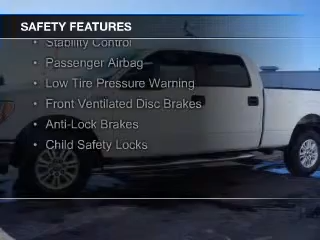 SAFETY FEATURES
• Stability Control
• Passenger Airbag
• Low Tire Pressure Warning
• Front Ventilated Disc Brakes
• Anti-Lock Brakes
• Child Safety Locks